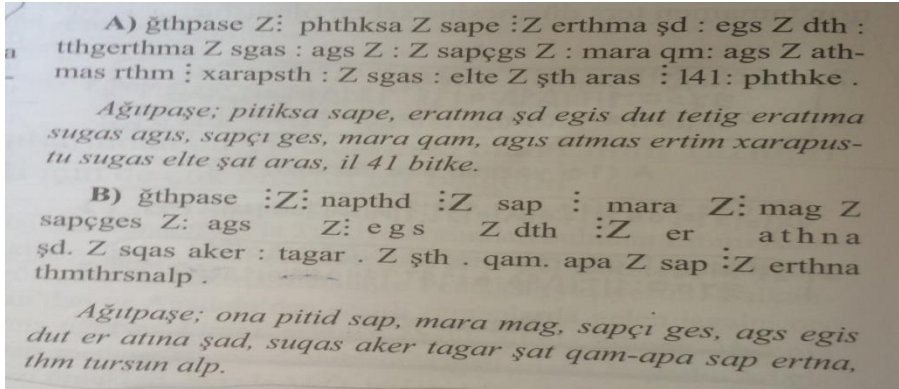 A) ğthpase Z⋮ phthksa Z sape ⋮Z erthma şd : egs Z dth :
a tthgerthma Z sgas : ags Z : Z sapçgs Z : mara qm: ags Z ath-
mas rthm ⋮ xarapsth : Z sgas : elte Z şth aras ⋮ l41: phthke .
Ağıtpaşe; pitiksa sape, eratma şd egis dut tetig eratıma
sugas agıs, sapçı ges, mara qam, agıs atmas ertim xarapus-
tu sugas elte şat aras, il 41 bitke.
B) ğthpase :Z⋮ napthd ⋮Z sap ⋮ mara Z⋮ mag Z
sapçges Z: ags Z⋮ e g s Z dth ⋮Z er athna
şd. Z sqas aker : tagar . Z şth . qam. apa Z sap ⋮Z erthna
thmthrsnalp .
Ağıtpaşe; ona pitid sap, mara mag, sapçı ges, ags egis
dut er atına şad, suqas aker tagar şat qam-apa sap ertna,
thm tursun alp.